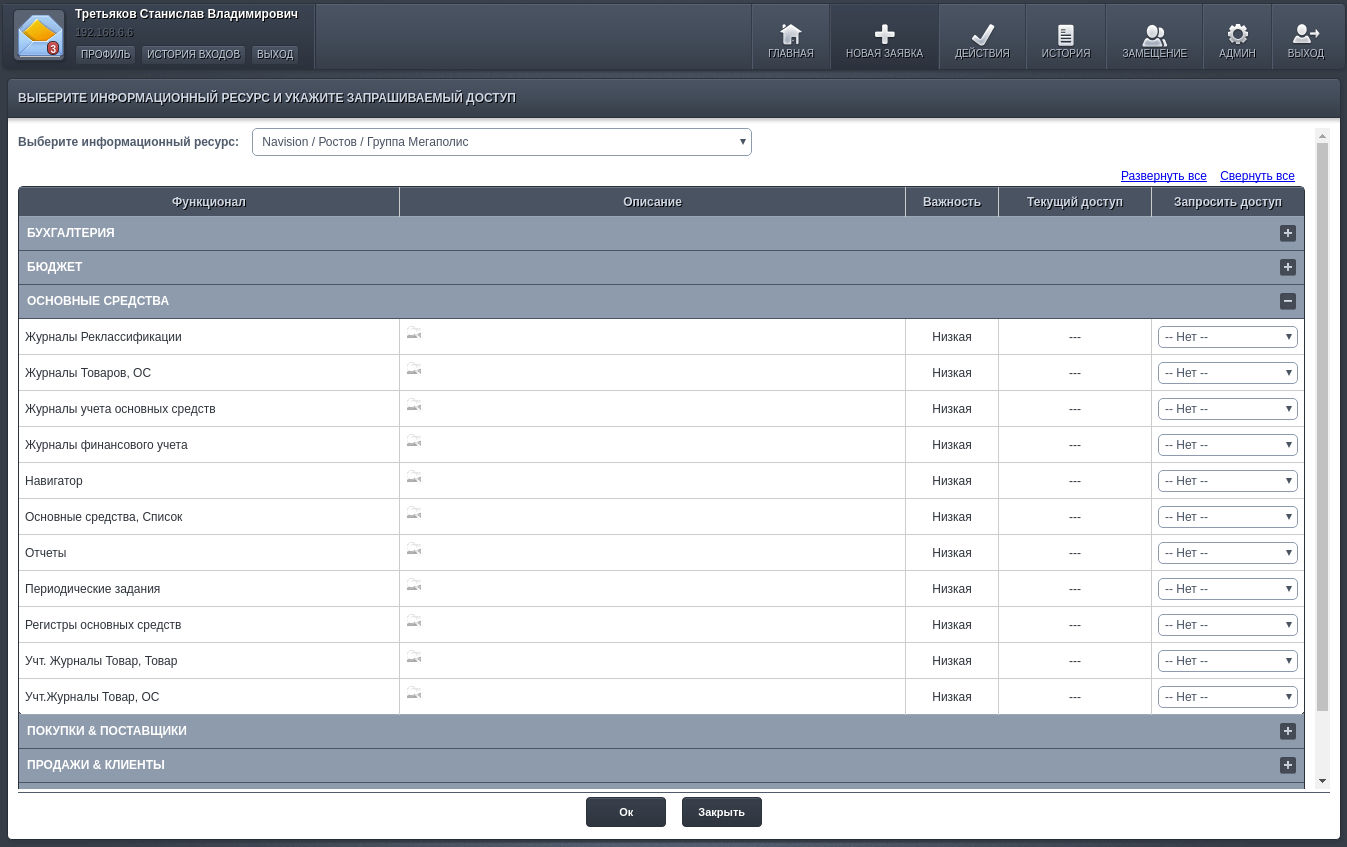 Третьяков Станислав Владимирович
192.168.6.6
3
ПРОФИЛЬ ИСТОРИЯ ВХОДОВ ВЫХОД
ГЛАВНАЯ НОВАЯ ЗАЯВКА ДЕЙСТВИЯ ИСТОРИЯ ЗАМЕЩЕНИЕ АДМИН ВЫХОД
ВЫБЕРИТЕ ИНФОРМАЦИОННЫЙ РЕСУРС И УКАЖИТЕ ЗАПРАШИВАЕМЫЙ ДОСТУП
Выберите информационный ресурс: Navision / Ростов / Группа Мегаполис
Развернуть все Свернуть все
Функционал Описание Важность Текущий доступ Запросить доступ
БУХГАЛТЕРИЯ
БЮДЖЕТ
ОСНОВНЫЕ СРЕДСТВА
Журналы Реклассификации Низкая --- -- Нет --
Журналы Товаров, ОС Низкая --- -- Нет --
Журналы учета основных средств Низкая --- -- Нет --
Журналы финансового учета Низкая --- -- Нет --
Навигатор Низкая --- -- Нет --
Основные средства, Список Низкая --- -- Нет --
Отчеты Низкая --- -- Нет --
Периодические задания Низкая --- -- Нет --
Регистры основных средств Низкая --- -- Нет --
Учт. Журналы Товар, Товар Низкая --- -- Нет --
Учт.Журналы Товар, ОС Низкая --- -- Нет --
ПОКУПКИ & ПОСТАВЩИКИ
ПРОДАЖИ & КЛИЕНТЫ
Ок Закрыть